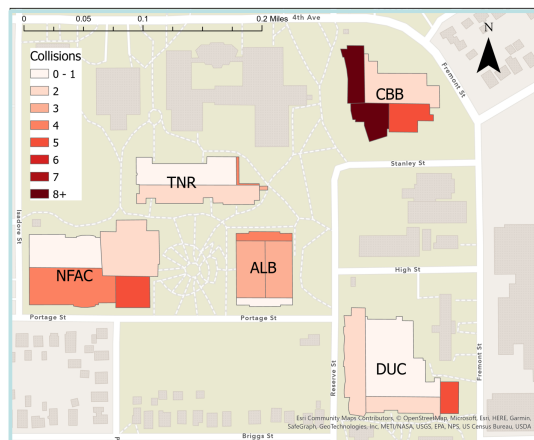 0 0.05 0.1 0.2 Miles
4th Ave
N
Collisions
0 - 1
2
3
4
5
6
7
8+
CBB
Fremont St
Stanley St
TNR
Isadore St
NFAC
ALB
High St
Portage St
Portage St
DUC
Reserve St
Fremont St
Esri Community Maps Contributors, © OpenStreetMap, Microsoft, Esri, HERE, Garmin,
SafeGraph, GeoTechnologies, Inc, METI/NASA, USGS, EPA, NPS, US Census Bureau, USDA
Briggs St